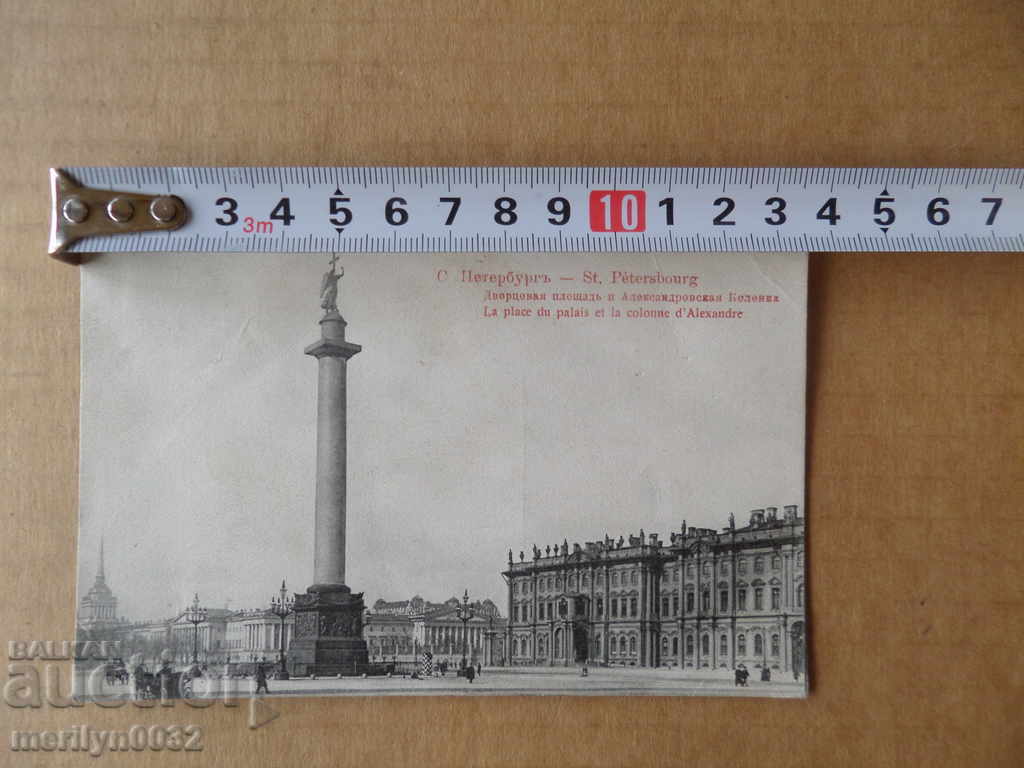 3 4 5 6 7 8 9 10 1 2 3 4 5 6 7
3m
С. Петербургъ — St. Pétersbourg
Дворцовая площадь и Александровская Колонна
La place du palais et la colonne d'Alexandre
BALKAN
auction
merilyn0032